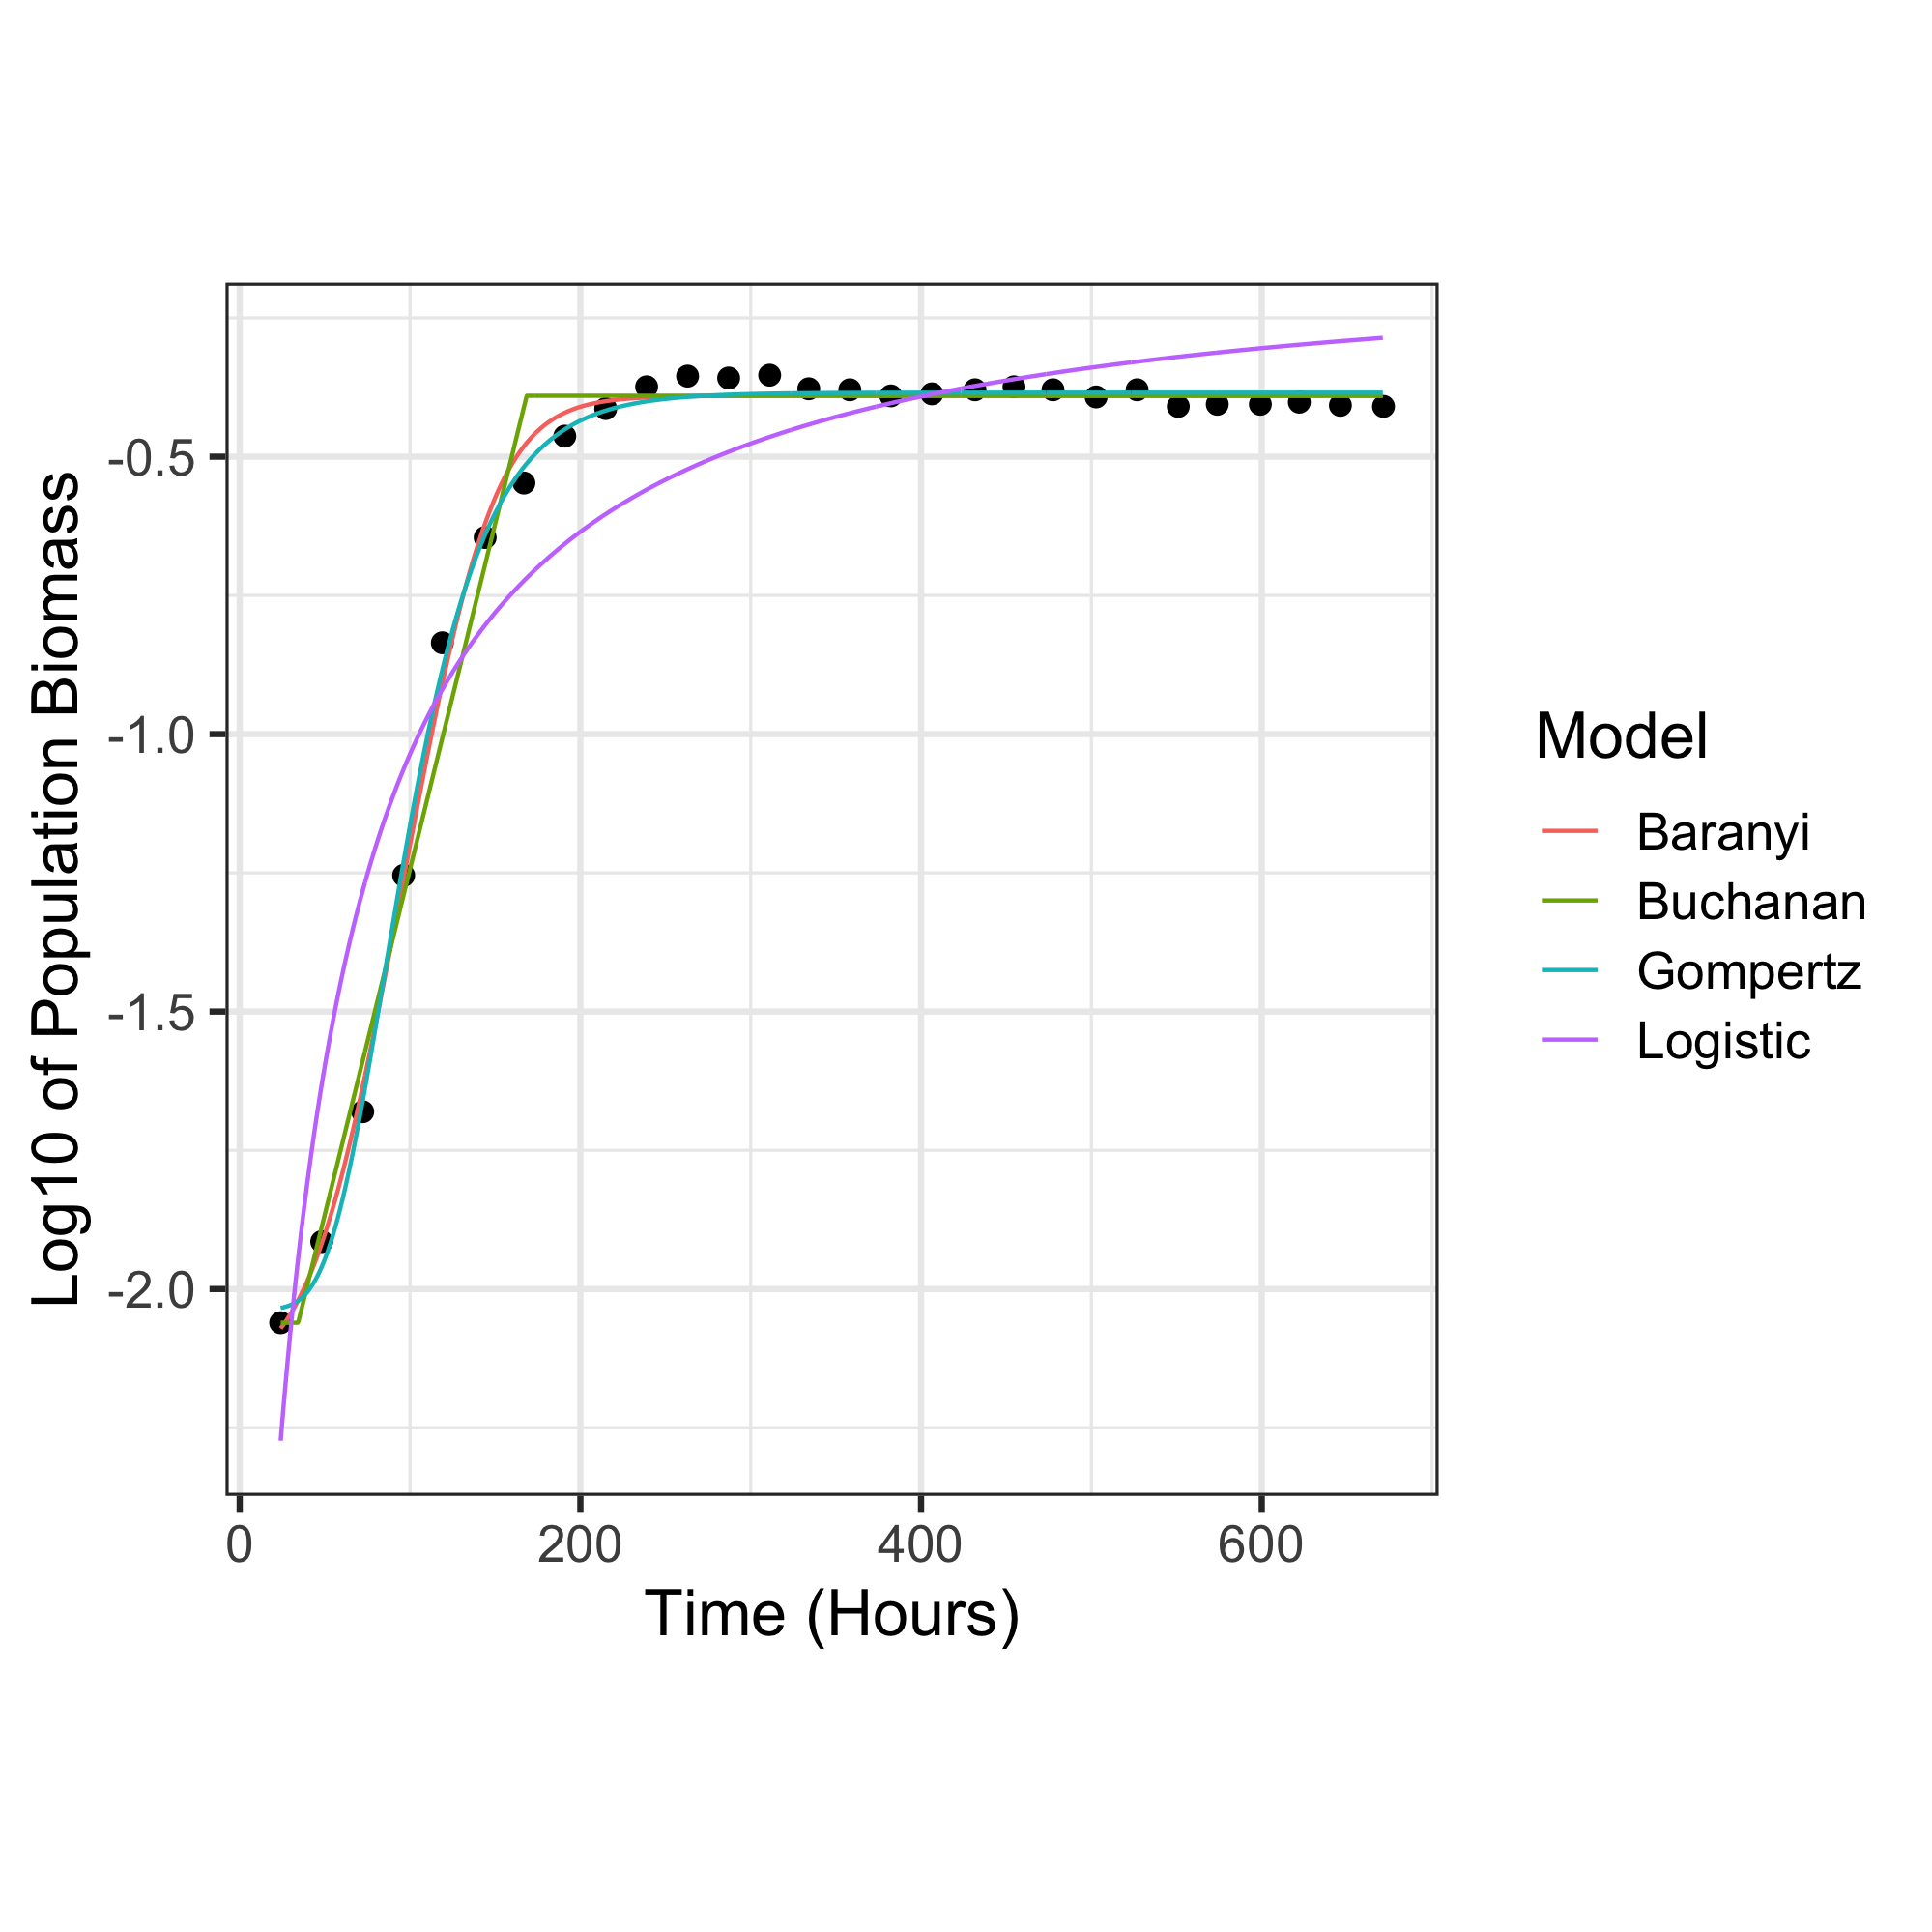 Log10 of Population Biomass
-0.5
-1.0
-1.5
-2.0
0 200 400 600
Time (Hours)
Model
Baranyi
Buchanan
Gompertz
Logistic